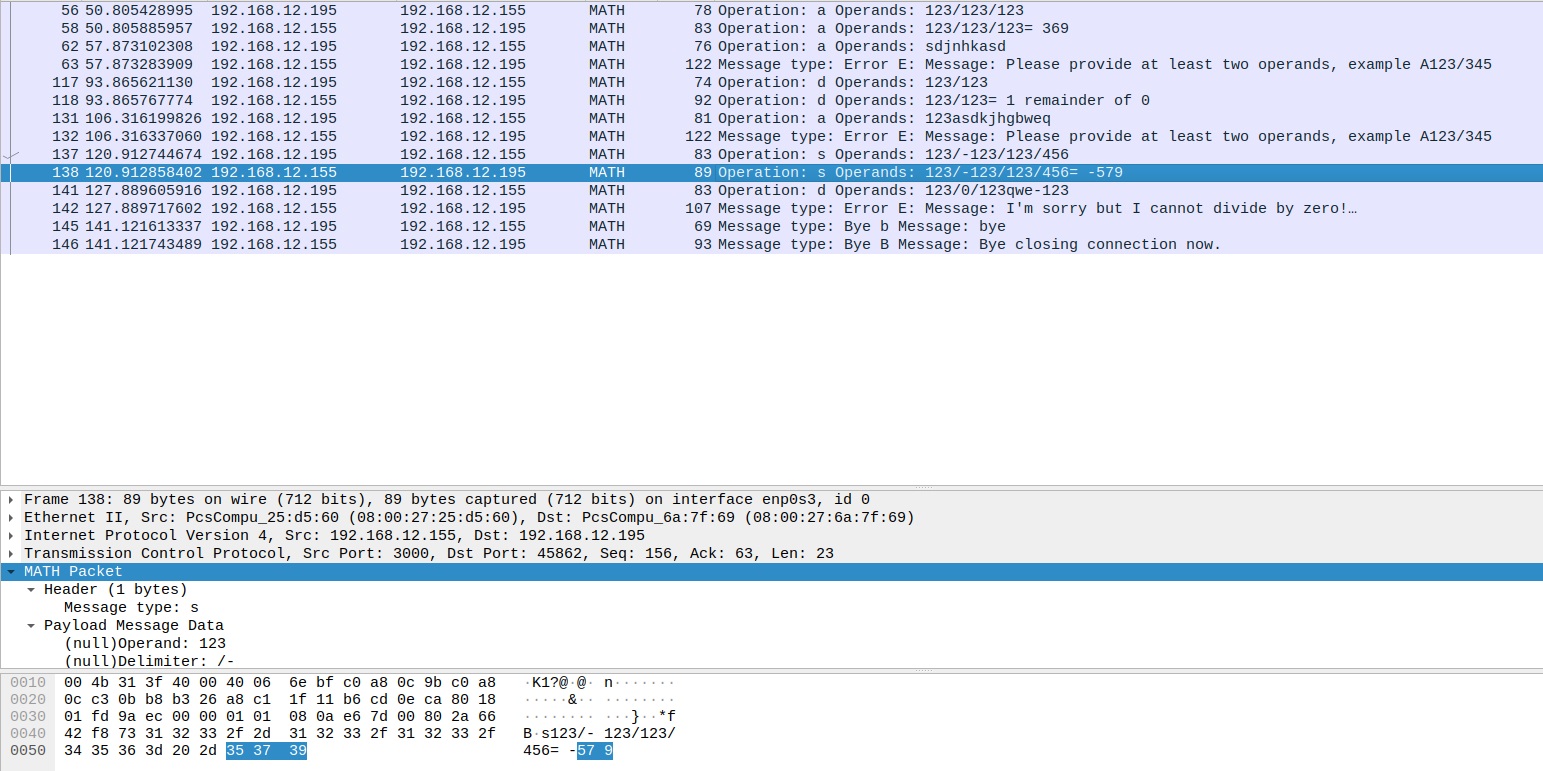 56 50.805428995 192.168.12.195 192.168.12.155 MATH 78 Operation: a Operands: 123/123/123
58 50.805885957 192.168.12.155 192.168.12.195 MATH 83 Operation: a Operands: 123/123/123= 369
62 57.873102308 192.168.12.195 192.168.12.155 MATH 76 Operation: a Operands: sdjnhkasd
63 57.873283909 192.168.12.155 192.168.12.195 MATH 122 Message type: Error E: Message: Please provide at least two operands, example A123/345
117 93.865621130 192.168.12.195 192.168.12.155 MATH 74 Operation: d Operands: 123/123
118 93.865767774 192.168.12.155 192.168.12.195 MATH 92 Operation: d Operands: 123/123= 1 remainder of 0
131 106.316199826 192.168.12.195 192.168.12.155 MATH 81 Operation: a Operands: 123asdkjhgbweq
132 106.316337060 192.168.12.155 192.168.12.195 MATH 122 Message type: Error E: Message: Please provide at least two operands, example A123/345
137 120.912744674 192.168.12.195 192.168.12.155 MATH 83 Operation: s Operands: 123/-123/123/456
138 120.912858402 192.168.12.155 192.168.12.195 MATH 89 Operation: s Operands: 123/-123/123/456= -579
141 127.889605916 192.168.12.195 192.168.12.155 MATH 83 Operation: d Operands: 123/0/123qwe-123
142 127.889717602 192.168.12.155 192.168.12.195 MATH 107 Message type: Error E: Message: I'm sorry but I cannot divide by zero!…
145 141.121613337 192.168.12.195 192.168.12.155 MATH 69 Message type: Bye b Message: bye
146 141.121743489 192.168.12.155 192.168.12.195 MATH 93 Message type: Bye B Message: Bye closing connection now.
Frame 138: 89 bytes on wire (712 bits), 89 bytes captured (712 bits) on interface enp0s3, id 0
Ethernet II, Src: PcsCompu_25:d5:60 (08:00:27:25:d5:60), Dst: PcsCompu_6a:7f:69 (08:00:27:6a:7f:69)
Internet Protocol Version 4, Src: 192.168.12.155, Dst: 192.168.12.195
Transmission Control Protocol, Src Port: 3000, Dst Port: 45862, Seq: 156, Ack: 63, Len: 23
MATH Packet
Header (1 bytes)
Message type: s
Payload Message Data
(null)Operand: 123
(null)Delimiter: /-
0010 00 4b 31 3f 40 00 40 06 6e bf c0 a8 0c 9b c0 a8 ·K1?@·@· n·······
0020 0c c3 0b b8 b3 26 a8 c1 1f 11 b6 cd 0e ca 80 18 ·····&·· ········
0030 01 fd 9a ec 00 00 01 01 08 0a e6 7d 00 80 2a 66 ········ ···}··*f
0040 42 f8 73 31 32 33 2f 2d 31 32 33 2f 31 32 33 2f B·s123/- 123/123/
0050 34 35 36 3d 20 2d 35 37 39 456= -57 9